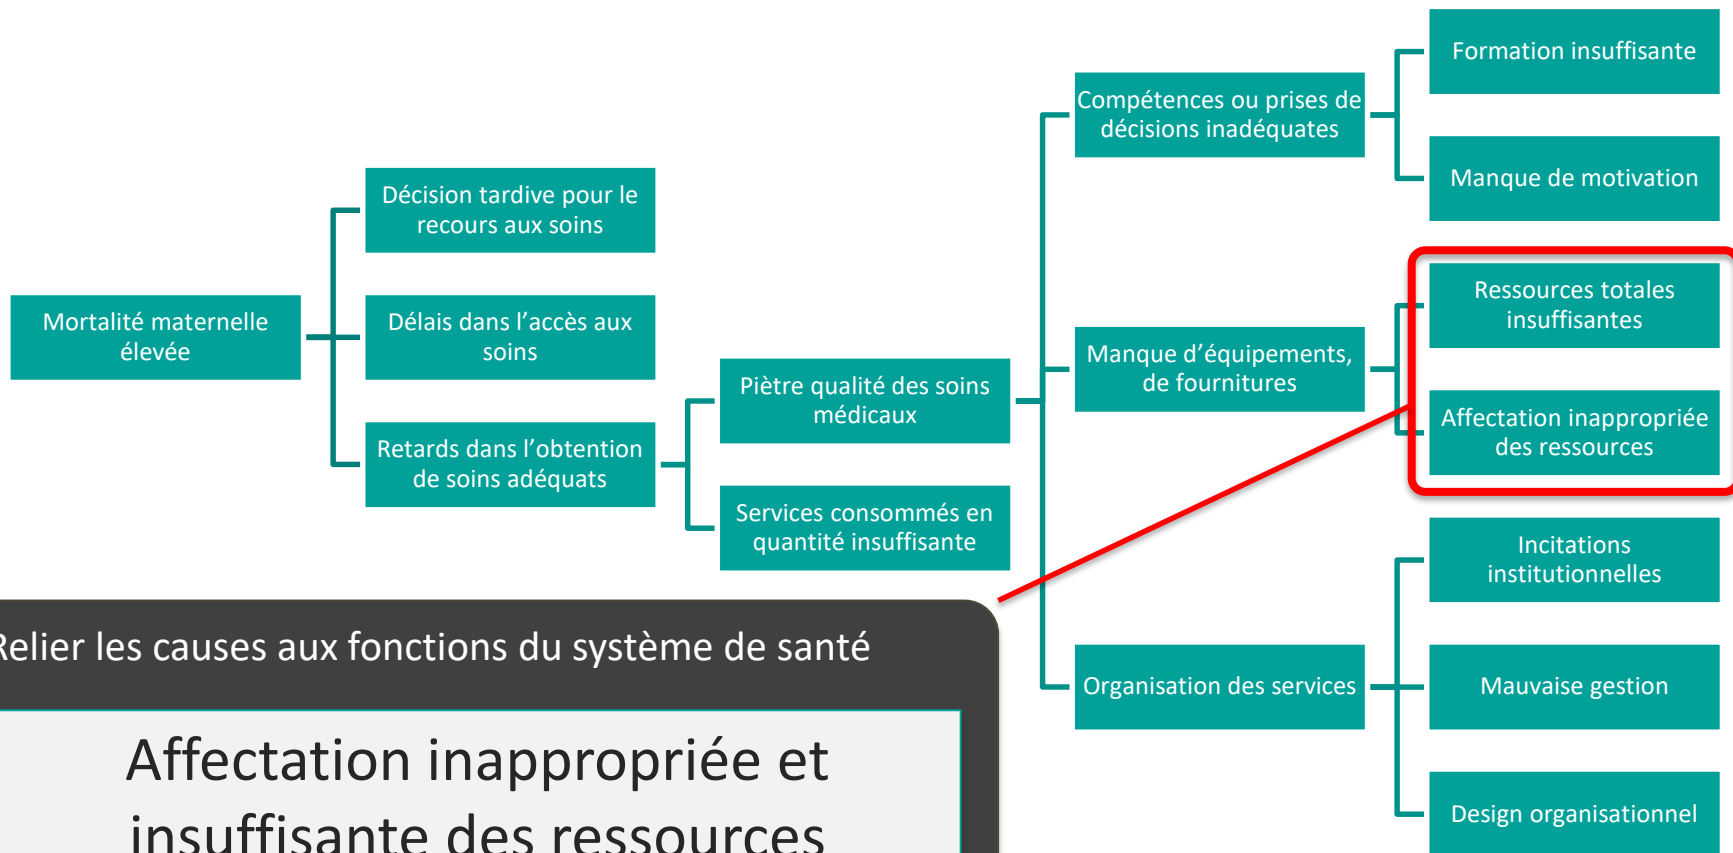 Mortalité maternelle
élevée
Décision tardive pour le
recours aux soins
Délais dans l’accès aux
soins
Retards dans l’obtention
de soins adéquats
Piètre qualité des soins
médicaux
Services consommés en
quantité insuffisante
Compétences ou prises de
décisions inadéquates
Manque d’équipements,
de fournitures
Organisation des services
Formation insuffisante
Manque de motivation
Ressources totales
insuffisantes
Affectation inappropriée
des ressources
Incitations
institutionnelles
Mauvaise gestion
Design organisationnel
Relier les causes aux fonctions du système de santé
Affectation inappropriée et
insuffisante des ressources